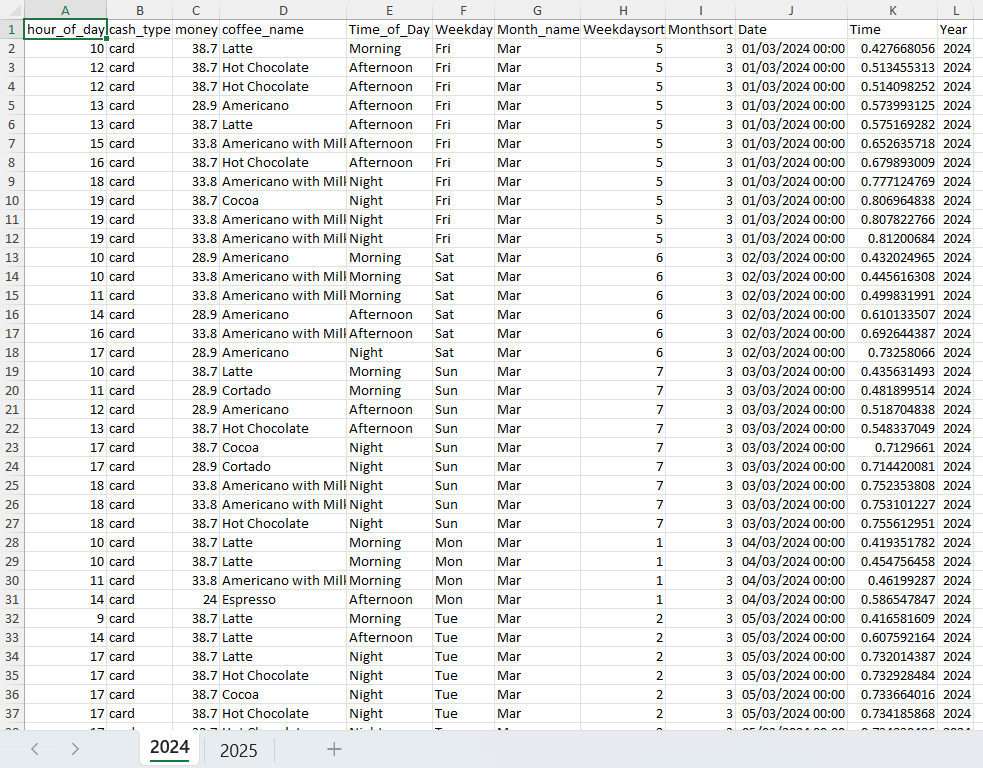 A B C D E F G H I J K L
1 hour_of_day cash_type money coffee_name Time_of_Day Weekday Month_name Weekdaysort Monthsort Date Time Year
2 10 card 38.7 Latte Morning Fri Mar 5 3 01/03/2024 00:00 0.427668056 2024
3 12 card 38.7 Hot Chocolate Afternoon Fri Mar 5 3 01/03/2024 00:00 0.513455313 2024
4 12 card 38.7 Hot Chocolate Afternoon Fri Mar 5 3 01/03/2024 00:00 0.514098252 2024
5 13 card 28.9 Americano Afternoon Fri Mar 5 3 01/03/2024 00:00 0.573993125 2024
6 13 card 38.7 Latte Afternoon Fri Mar 5 3 01/03/2024 00:00 0.575169282 2024
7 15 card 33.8 Americano with Mil Afternoon Fri Mar 5 3 01/03/2024 00:00 0.652635718 2024
8 16 card 38.7 Hot Chocolate Afternoon Fri Mar 5 3 01/03/2024 00:00 0.679893009 2024
9 18 card 33.8 Americano with Mil Night Fri Mar 5 3 01/03/2024 00:00 0.777124769 2024
10 19 card 38.7 Cocoa Night Fri Mar 5 3 01/03/2024 00:00 0.806964838 2024
11 19 card 33.8 Americano with Mil Night Fri Mar 5 3 01/03/2024 00:00 0.807822766 2024
12 19 card 33.8 Americano with Mil Night Fri Mar 5 3 01/03/2024 00:00 0.81200684 2024
13 10 card 28.9 Americano Morning Sat Mar 6 3 02/03/2024 00:00 0.432024965 2024
14 10 card 33.8 Americano with Mil Morning Sat Mar 6 3 02/03/2024 00:00 0.445616308 2024
15 11 card 33.8 Americano with Mil Morning Sat Mar 6 3 02/03/2024 00:00 0.499831991 2024
16 14 card 28.9 Americano Afternoon Sat Mar 6 3 02/03/2024 00:00 0.610133507 2024
17 16 card 33.8 Americano with Mil Afternoon Sat Mar 6 3 02/03/2024 00:00 0.692644387 2024
18 17 card 28.9 Americano Night Sat Mar 6 3 02/03/2024 00:00 0.73258066 2024
19 10 card 38.7 Latte Morning Sun Mar 7 3 03/03/2024 00:00 0.435631493 2024
20 11 card 28.9 Cortado Morning Sun Mar 7 3 03/03/2024 00:00 0.481899514 2024
21 12 card 28.9 Americano Afternoon Sun Mar 7 3 03/03/2024 00:00 0.518704838 2024
22 13 card 38.7 Hot Chocolate Afternoon Sun Mar 7 3 03/03/2024 00:00 0.548337049 2024
23 17 card 38.7 Cocoa Night Sun Mar 7 3 03/03/2024 00:00 0.7129661 2024
24 17 card 28.9 Cortado Night Sun Mar 7 3 03/03/2024 00:00 0.714420081 2024
25 18 card 33.8 Americano with Mil Night Sun Mar 7 3 03/03/2024 00:00 0.752353808 2024
26 18 card 33.8 Americano with Mil Night Sun Mar 7 3 03/03/2024 00:00 0.753101227 2024
27 18 card 38.7 Hot Chocolate Night Sun Mar 7 3 03/03/2024 00:00 0.755612951 2024
28 10 card 38.7 Latte Morning Mon Mar 1 3 04/03/2024 00:00 0.419351782 2024
29 10 card 38.7 Latte Morning Mon Mar 1 3 04/03/2024 00:00 0.454756458 2024
30 11 card 33.8 Americano with Mil Morning Mon Mar 1 3 04/03/2024 00:00 0.46199287 2024
31 14 card 24 Espresso Afternoon Mon Mar 1 3 04/03/2024 00:00 0.586547847 2024
32 9 card 38.7 Latte Morning Tue Mar 2 3 05/03/2024 00:00 0.416581609 2024
33 14 card 38.7 Latte Afternoon Tue Mar 2 3 05/03/2024 00:00 0.607592164 2024
34 17 card 38.7 Latte Night Tue Mar 2 3 05/03/2024 00:00 0.732014387 2024
35 17 card 38.7 Hot Chocolate Night Tue Mar 2 3 05/03/2024 00:00 0.732928484 2024
36 17 card 38.7 Cocoa Night Tue Mar 2 3 05/03/2024 00:00 0.733664016 2024
37 17 card 38.7 Hot Chocolate Night Tue Mar 2 3 05/03/2024 00:00 0.734185868 2024
2024 2025